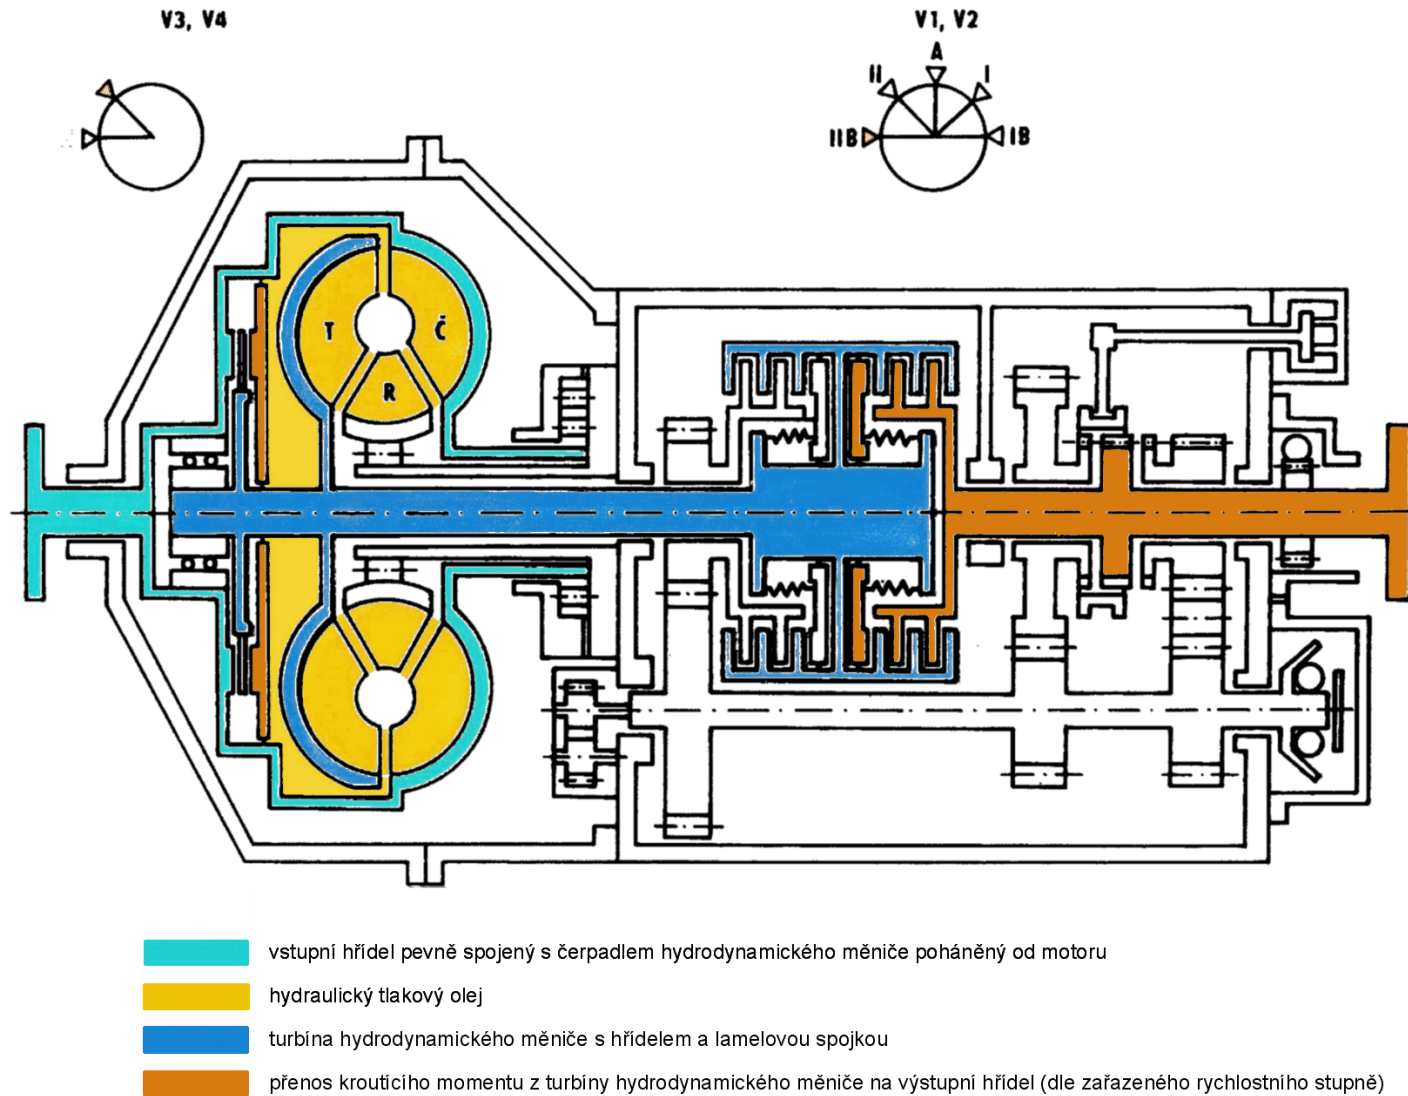 V3, V4
V1, V2
A
II
I
IIB
IB
T
Č
R
vstupní hřídel pevně spojený s čerpadlem hydrodynamického měniče poháněný od motoru
hydraulický tlakový olej
turbína hydrodynamického měniče s hřídelem a lamelovou spojkou
přenos kroutícího momentu z turbíny hydrodynamického měniče na výstupní hřídel (dle zařazeného rychlostního stupně)